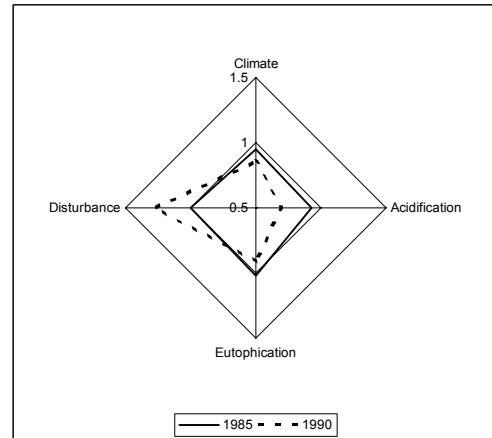 Climate
1.5
1
Disturbance
0.5
Acidification
Eutophication
1985
1990